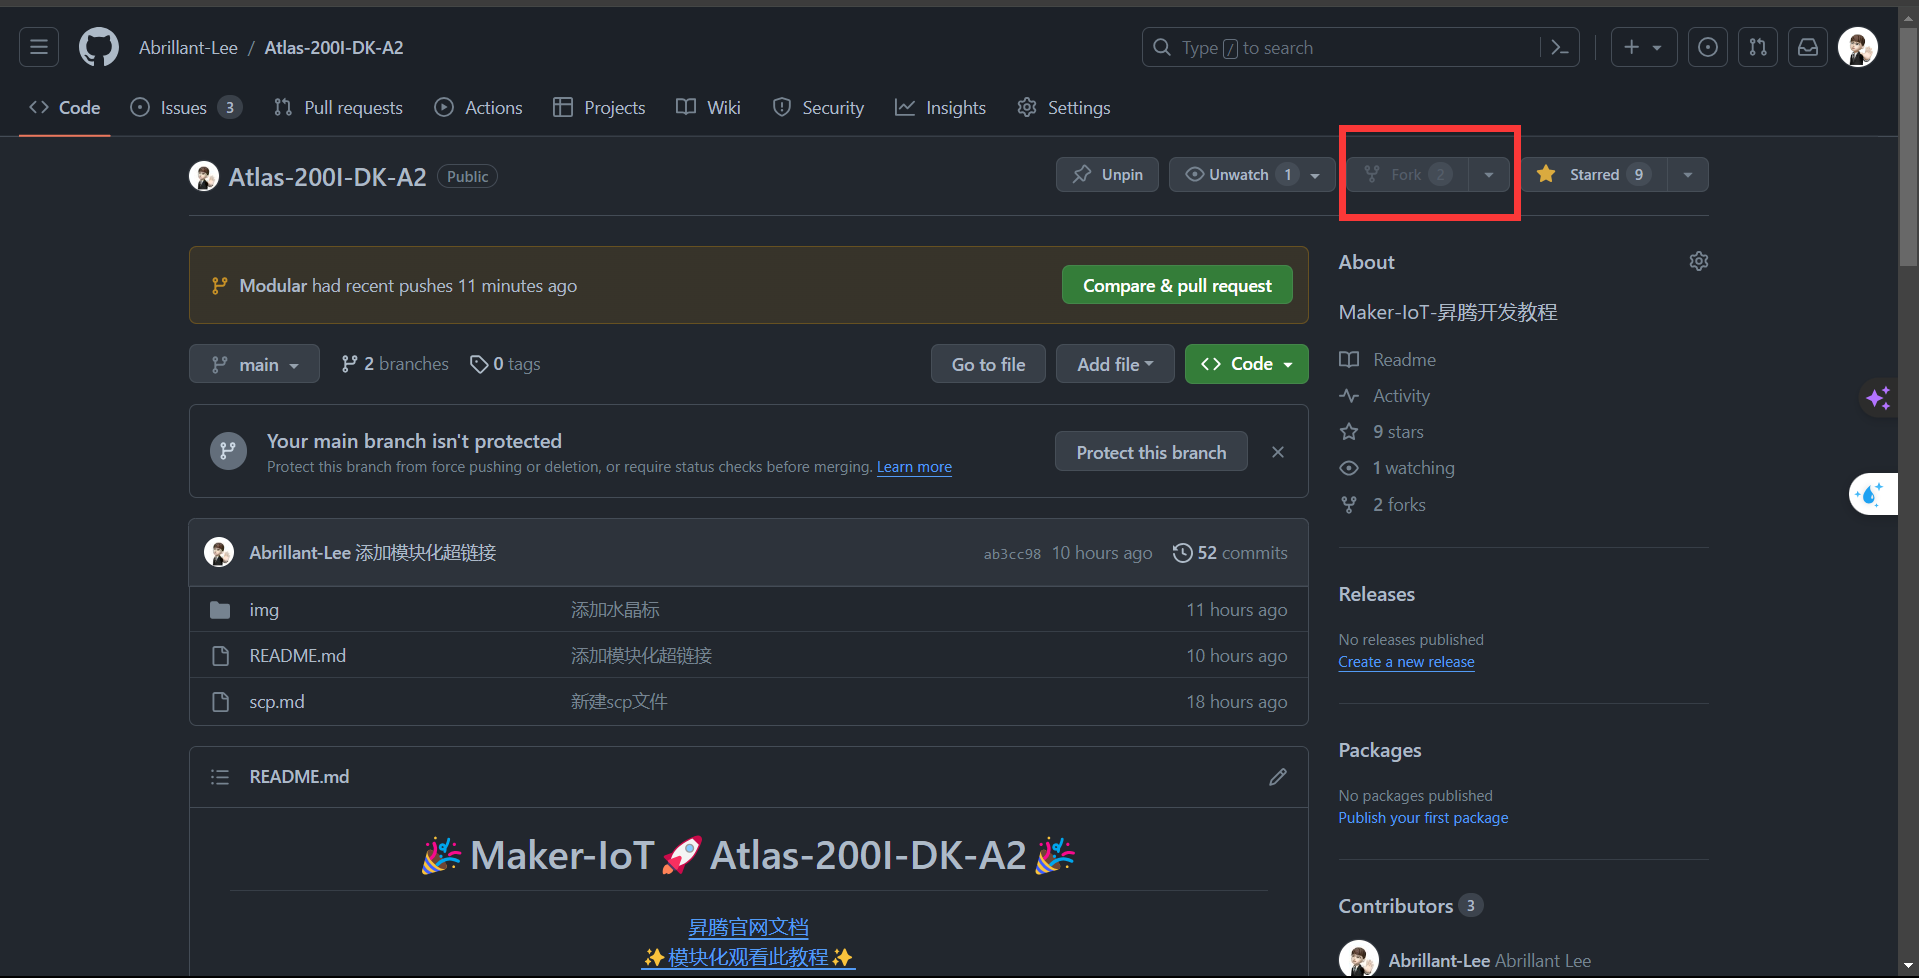 Abrillant-Lee / Atlas-200I-DK-A2
Type / to search
Code
Issues 3
Pull requests
Actions
Projects
Wiki
Security
Insights
Settings
Atlas-200I-DK-A2 Public
Unpin
Unwatch 1
Fork 2
Starred 9
Modular had recent pushes 11 minutes ago
Compare & pull request
main
2 branches
0 tags
Go to file
Add file
Code
Your main branch isn't protected
Protect this branch from force pushing or deletion, or require status checks before merging. Learn more
Protect this branch
Abrillant-Lee 添加模块化超链接
ab3cc98 10 hours ago
52 commits
img 添加水晶标 11 hours ago
README.md 添加模块化超链接 10 hours ago
scp.md 新建scp文件 18 hours ago
README.md
🎉 Maker-IoT 🚀 Atlas-200I-DK-A2 🎉
昇腾官网文档
✨模块化观看此教程✨
About
Maker-IoT-昇腾开发教程
Readme
Activity
9 stars
1 watching
2 forks
Releases
No releases published
Create a new release
Packages
No packages published
Publish your first package
Contributors 3
Abrillant-Lee Abrillant Lee